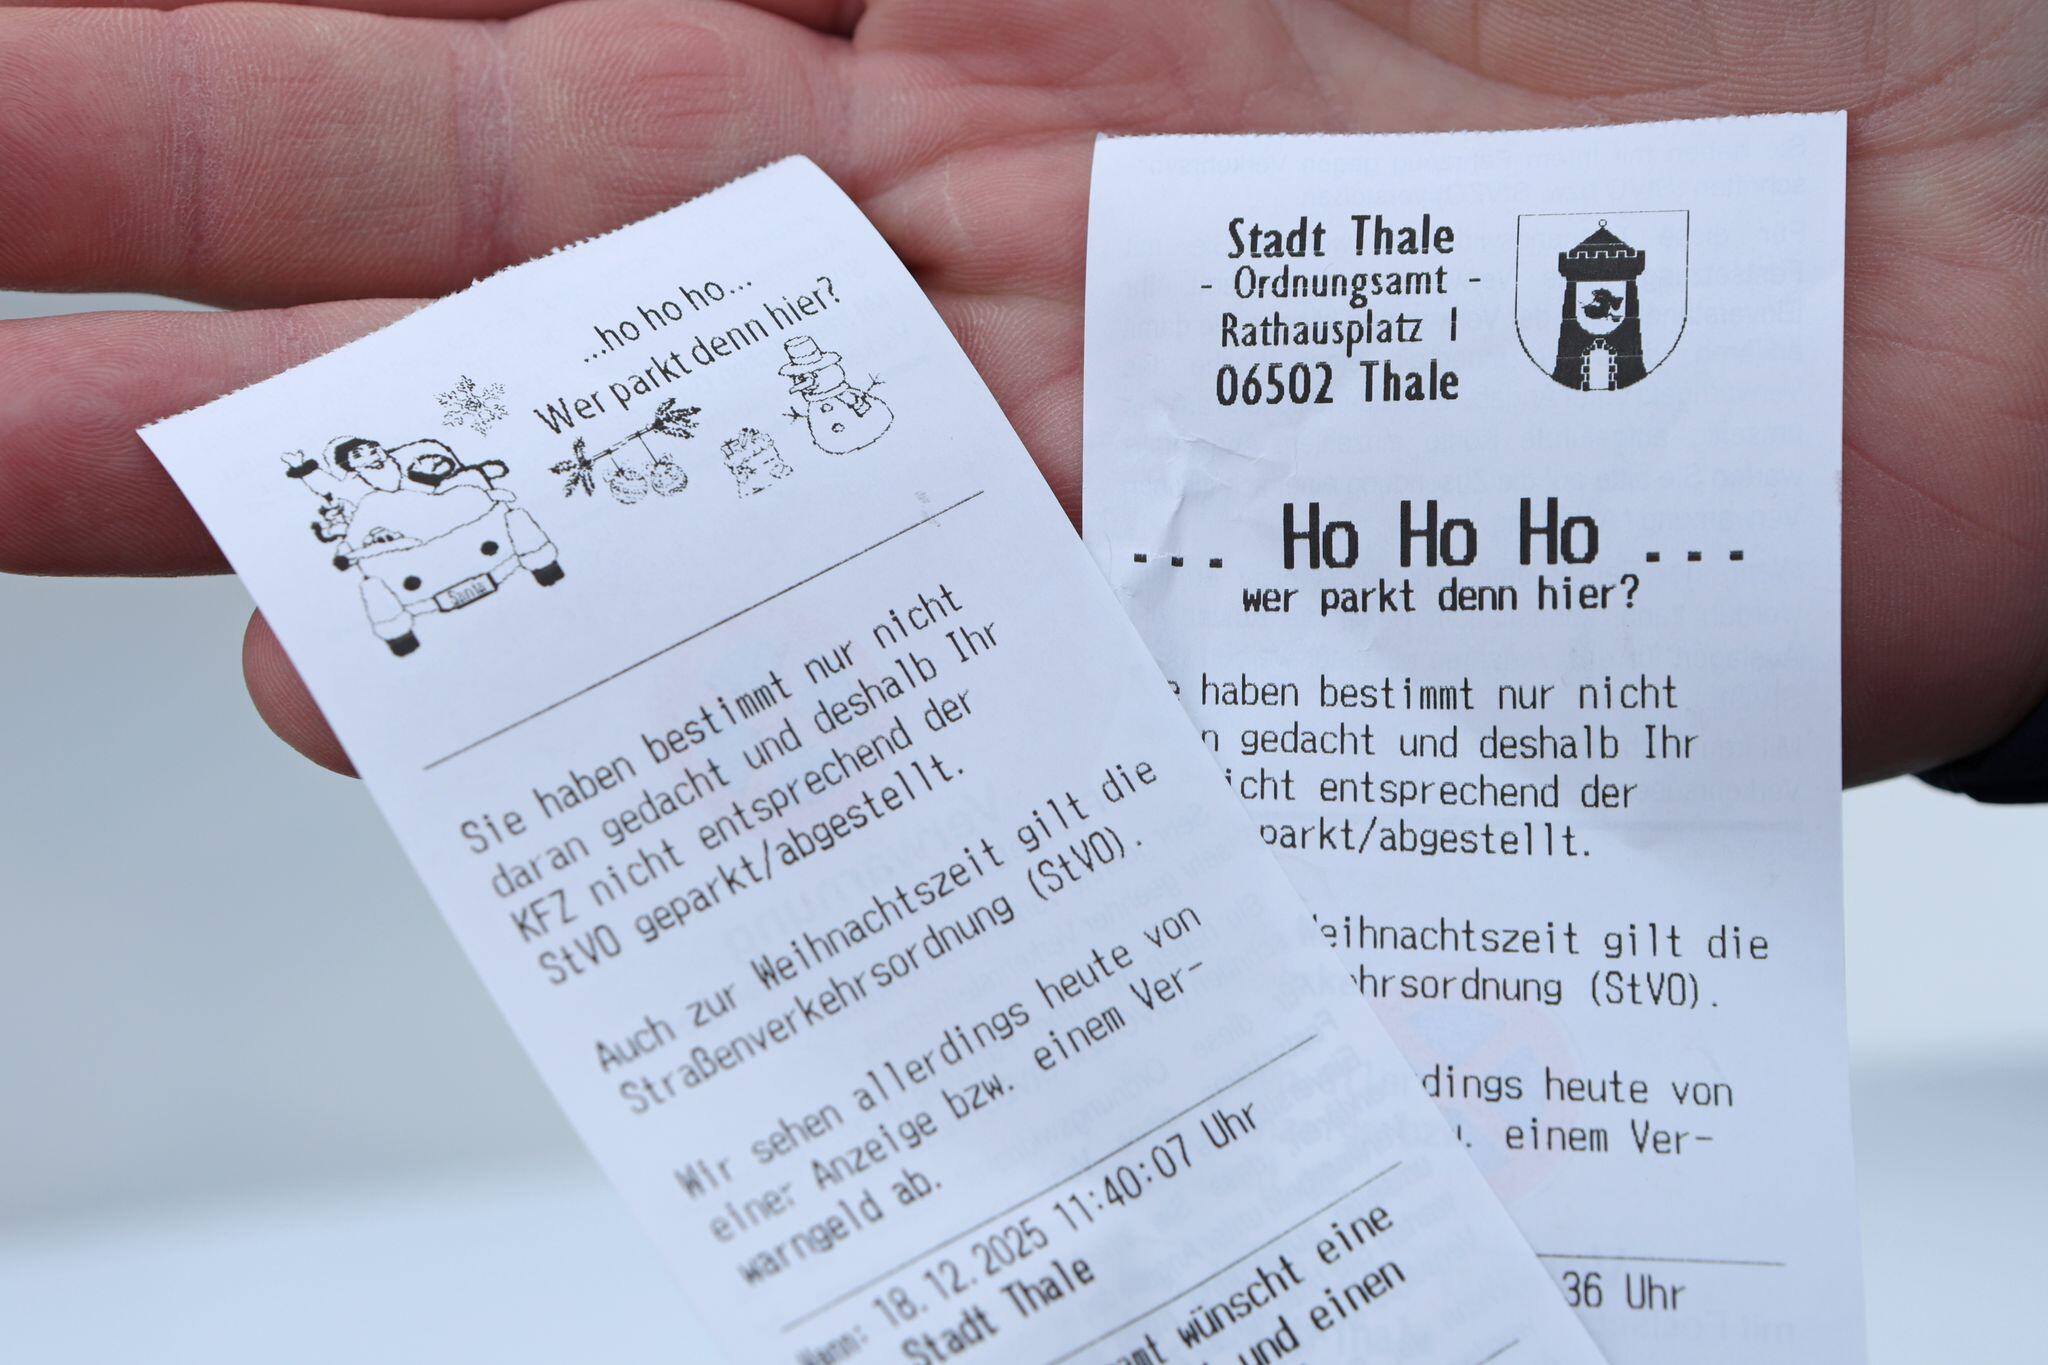 ...ho ho ho...
Wer parkt denn hier?
Santa
Sie haben bestimmt nur nicht
daran gedacht und deshalb Ihr
KFZ nicht entsprechend der
StVO geparkt/abgestellt.
Auch zur Weihnachtszeit gilt die
Straßenverkehrsordnung (StVO).
Wir sehen allerdings heute von
einer Anzeige bzw. einem Ver-
warngeld ab.
Wann: 18.12.2025 11:40:07 Uhr
Stadt Thale
mt wünscht eine
und einen
Stadt Thale
- Ordnungsamt -
Rathausplatz 1
06502 Thale
... Ho Ho Ho ...
wer parkt denn hier?
haben bestimmt nur nicht
n gedacht und deshalb Ihr
icht entsprechend der
parkt/abgestellt.
eihnachtszeit gilt die
hrsordnung (StVO).
dings heute von
. einem Ver-
36 Uhr